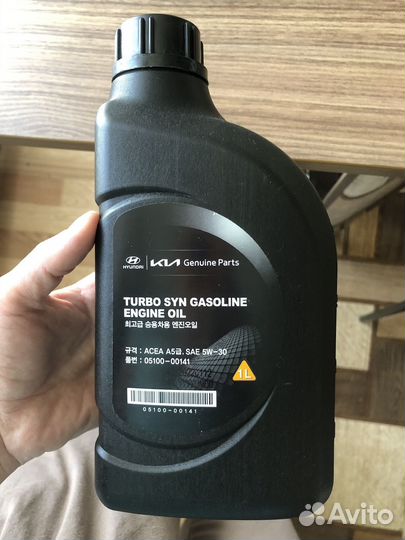 HYUNDAI KIA Genuine Parts
TURBO SYN GASOLINE
ENGINE OIL
최고급 승용차용 엔진오일
규격 : ACEA A5급, SAE 5W-30
품번 : 05100-00141
1L
05100-00141
Avito